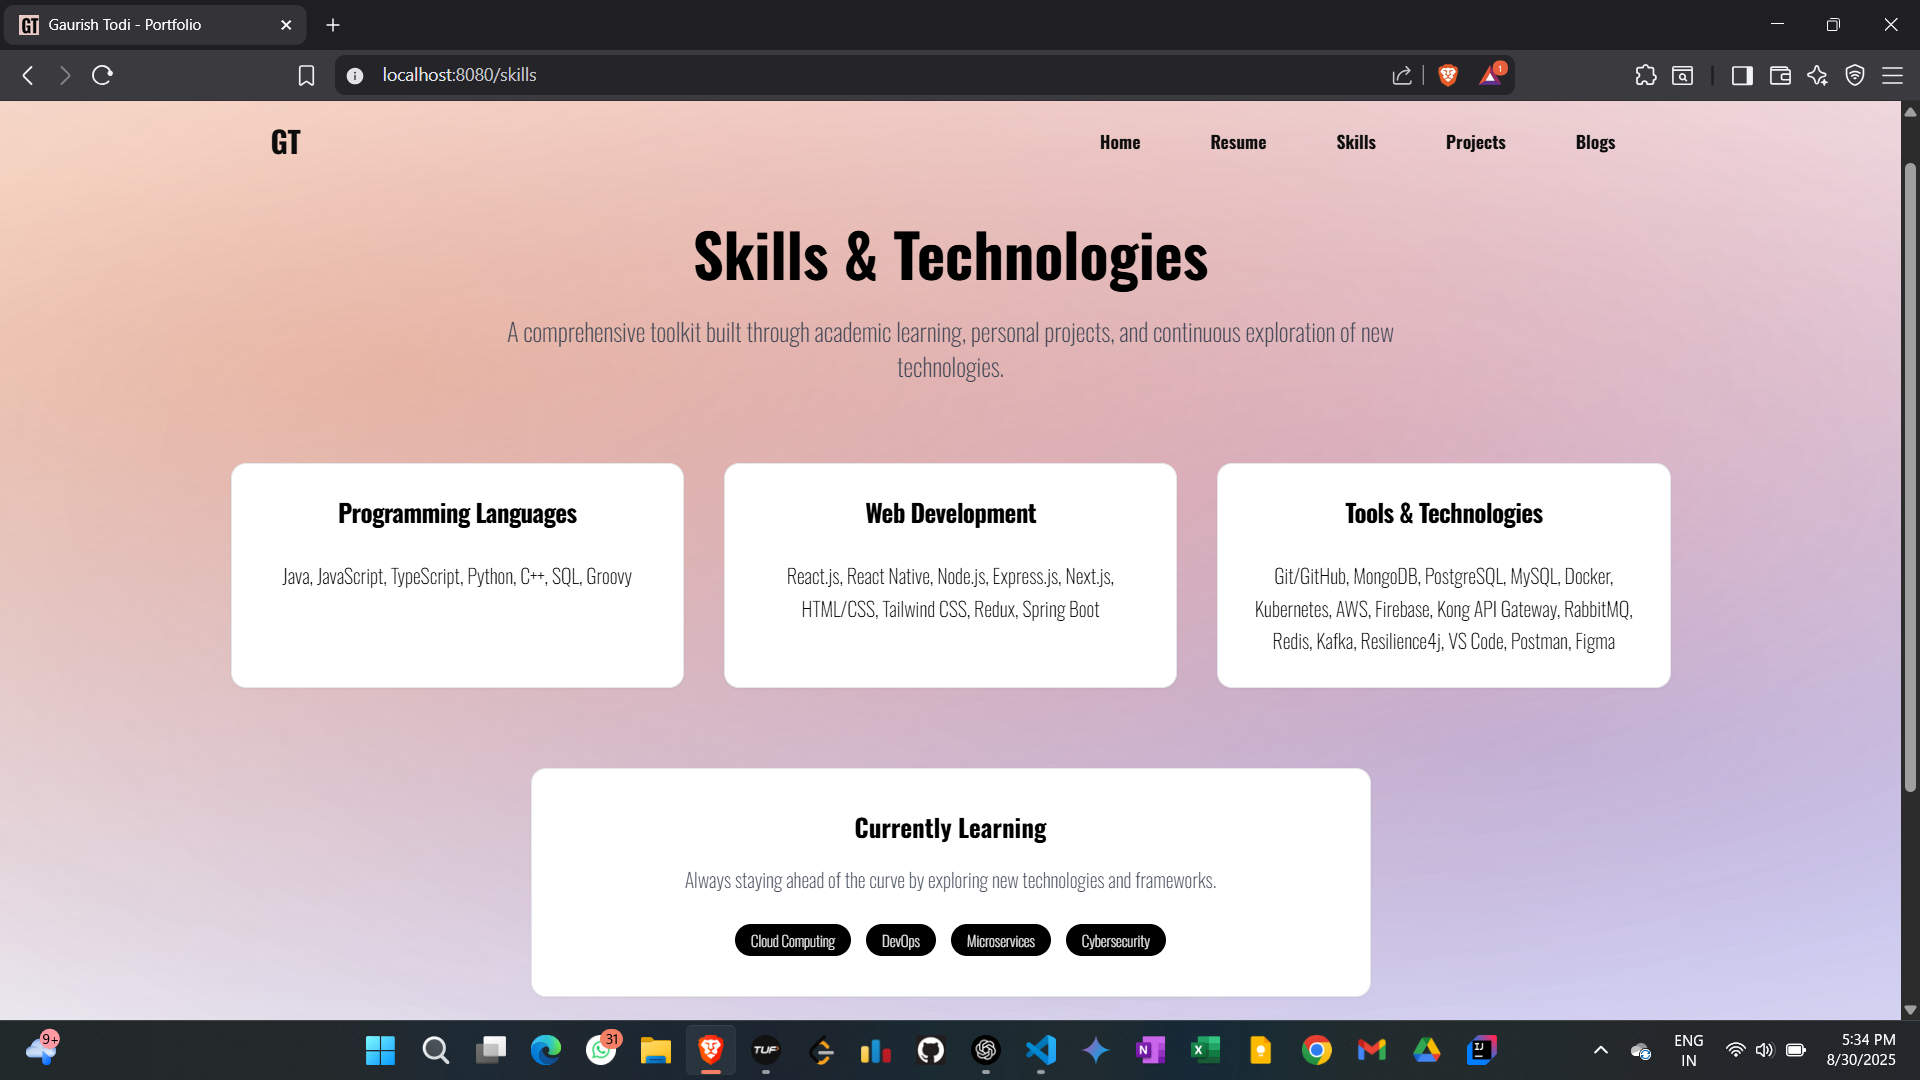 GT Gaurish Todi - Portfolio
localhost:8080/skills
1
GT
Home Resume Skills Projects Blogs
Skills & Technologies
A comprehensive toolkit built through academic learning, personal projects, and continuous exploration of new
technologies.
Programming Languages
Java, JavaScript, TypeScript, Python, C++, SQL, Groovy
Web Development
React.js, React Native, Node.js, Express.js, Next.js,
HTML/CSS, Tailwind CSS, Redux, Spring Boot
Tools & Technologies
Git/GitHub, MongoDB, PostgreSQL, MySQL, Docker,
Kubernetes, AWS, Firebase, Kong API Gateway, RabbitMQ,
Redis, Kafka, Resilience4j, VS Code, Postman, Figma
Currently Learning
Always staying ahead of the curve by exploring new technologies and frameworks.
Cloud Computing DevOps Microservices Cybersecurity
9+
31
TUF
N
X
IJ
ENG
IN
5:34 PM
8/30/2025